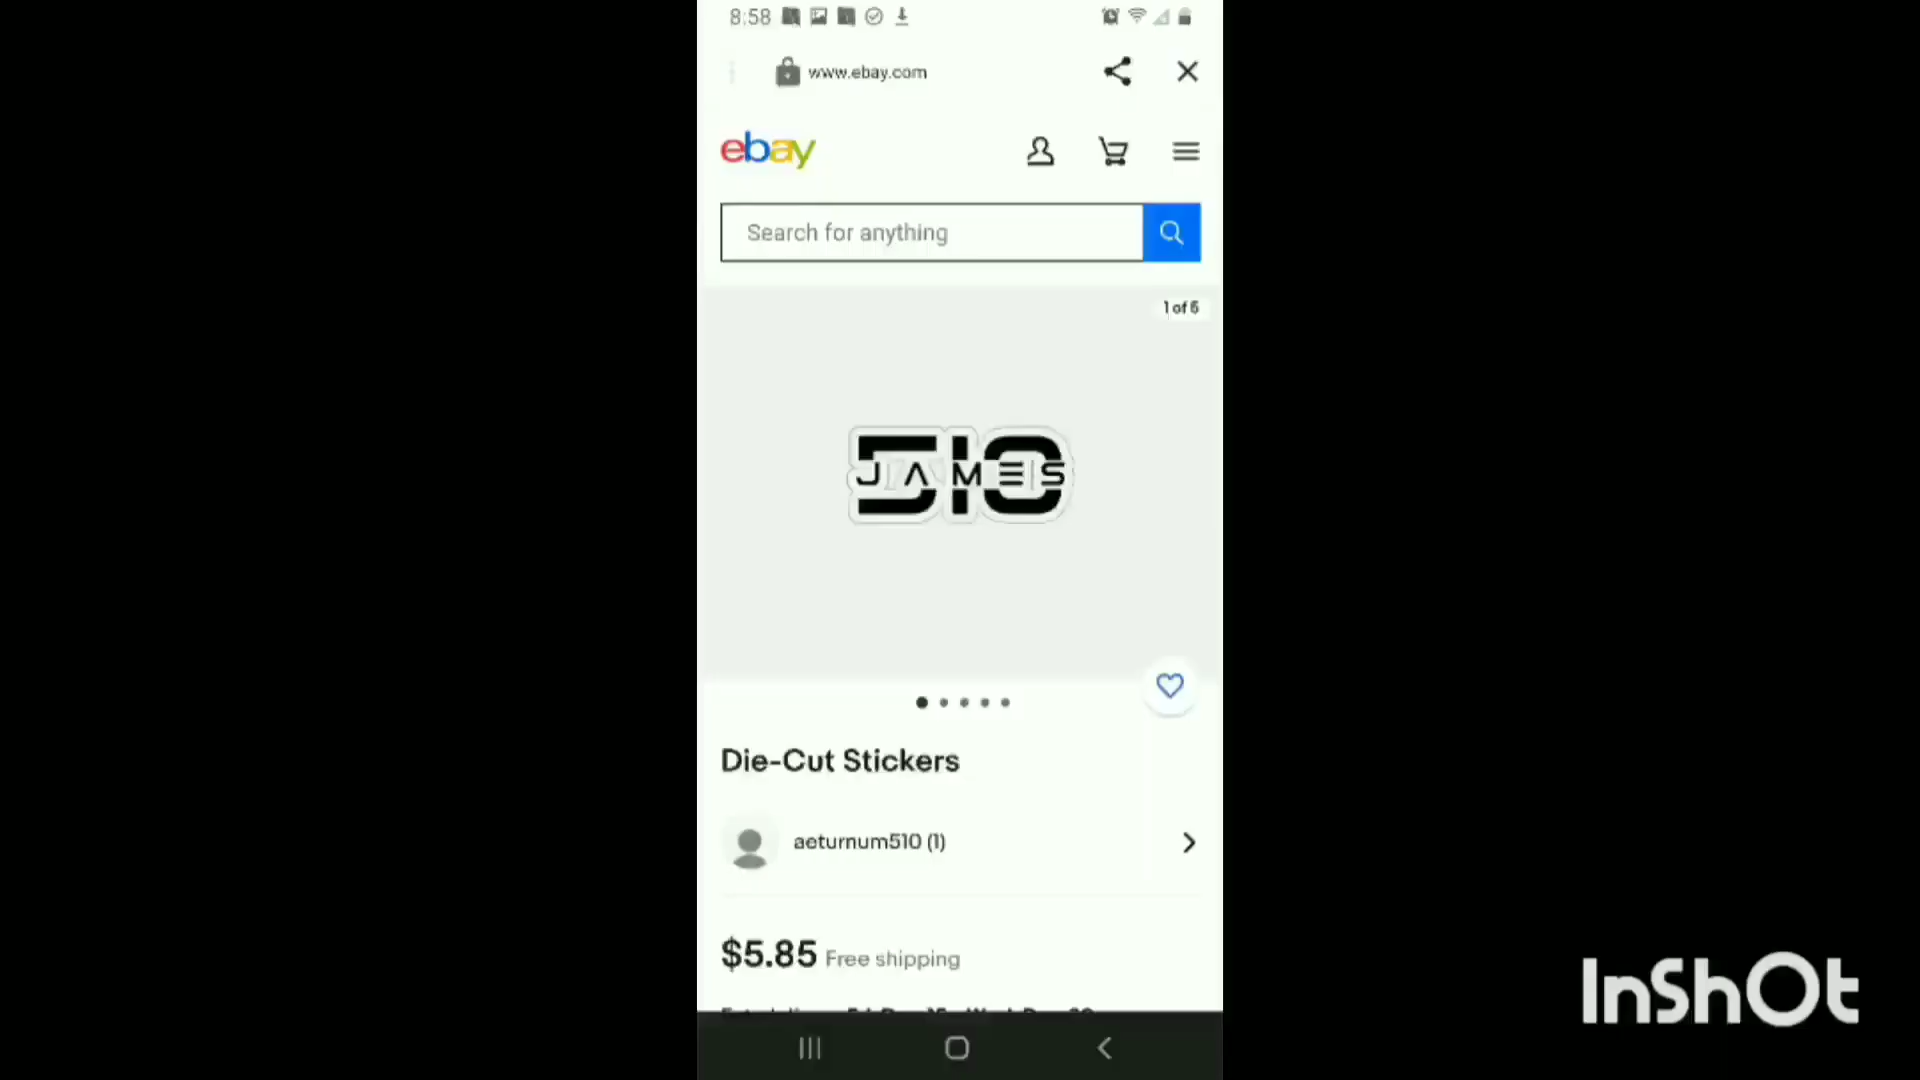 8:58
www.ebay.com
ebay
Search for anything
1 of 5
510
JAMES
Die-Cut Stickers
aeturnum510 (1)
$5.85 Free shipping
InShOt